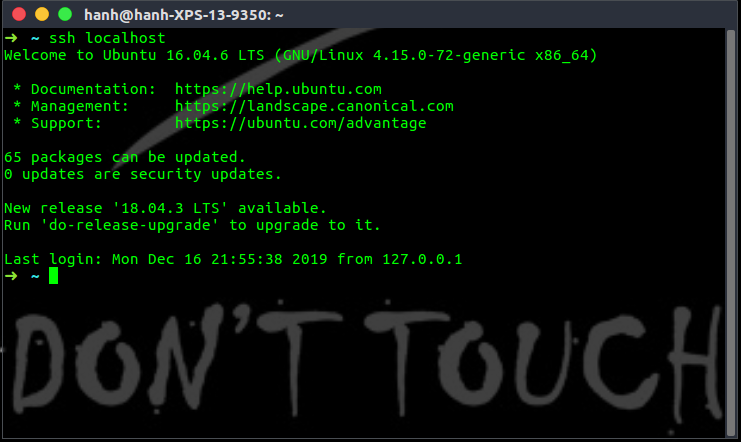 hanh@hanh-XPS-13-9350: ~
➜ ~ ssh localhost
Welcome to Ubuntu 16.04.6 LTS (GNU/Linux 4.15.0-72-generic x86_64)
* Documentation: https://help.ubuntu.com
* Management: https://landscape.canonical.com
* Support: https://ubuntu.com/advantage
65 packages can be updated.
0 updates are security updates.
New release '18.04.3 LTS' available.
Run 'do-release-upgrade' to upgrade to it.
Last login: Mon Dec 16 21:55:38 2019 from 127.0.0.1
➜ ~
DON'T TOUCH